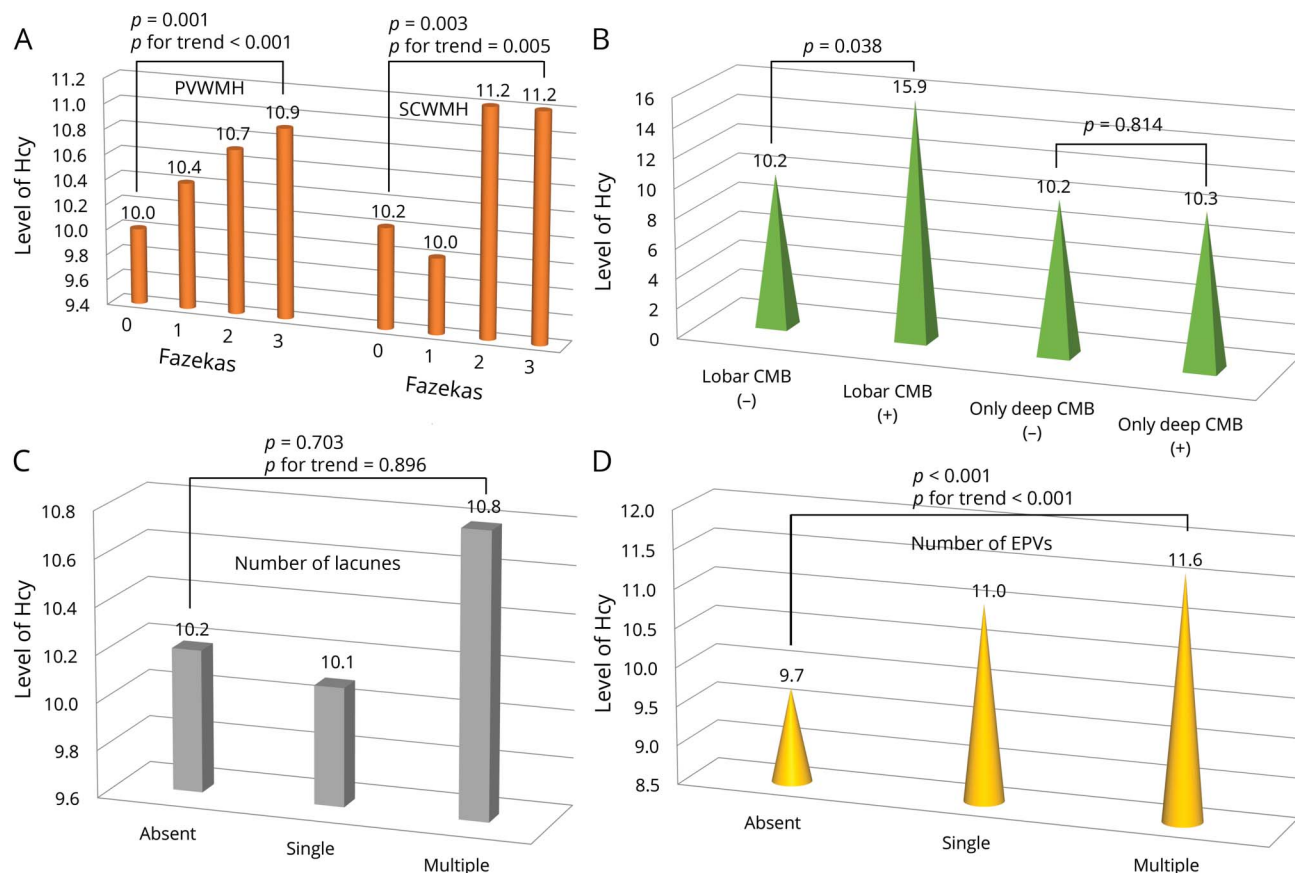 A
p = 0.001
p for trend < 0.001
p = 0.003
p for trend = 0.005
PVWMH
SCWMH
Level of Hcy
11.2
11.0
10.8
10.6
10.4
10.2
10.0
9.8
9.6
9.4
10.0
10.4
10.7
10.9
10.2
10.0
11.2
11.2
0
1
2
3
Fazekas
0
1
2
3
Fazekas
B
p = 0.038
p = 0.814
Level of Hcy
16
14
12
10
8
6
4
2
0
10.2
15.9
10.2
10.3
Lobar CMB
(–)
Lobar CMB
(+)
Only deep CMB
(–)
Only deep CMB
(+)
C
p = 0.703
p for trend = 0.896
Number of lacunes
Level of Hcy
10.8
10.6
10.4
10.2
10.0
9.8
9.6
10.2
10.1
10.8
Absent
Single
Multiple
D
p < 0.001
p for trend < 0.001
Number of EPVs
Level of Hcy
12.0
11.5
11.0
10.5
10.0
9.5
9.0
8.5
9.7
11.0
11.6
Absent
Single
Multiple